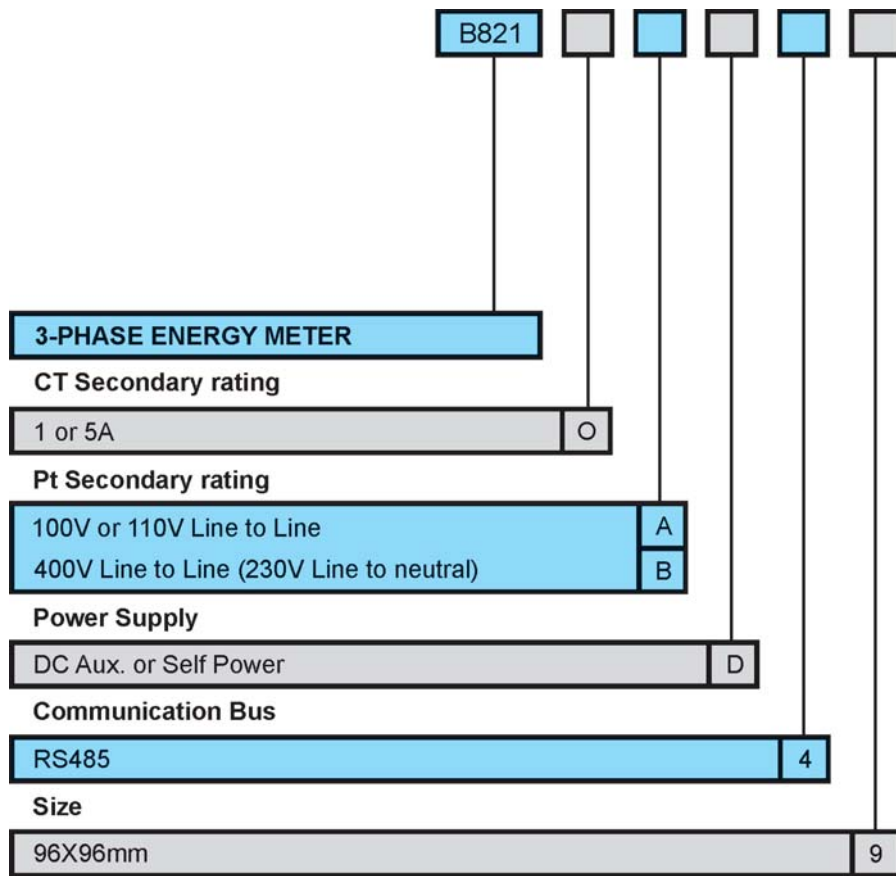 B821
3-PHASE ENERGY METER
CT Secondary rating
1 or 5A O
Pt Secondary rating
100V or 110V Line to Line A
400V Line to Line (230V Line to neutral) B
Power Supply
DC Aux. or Self Power D
Communication Bus
RS485 4
Size
96X96mm 9